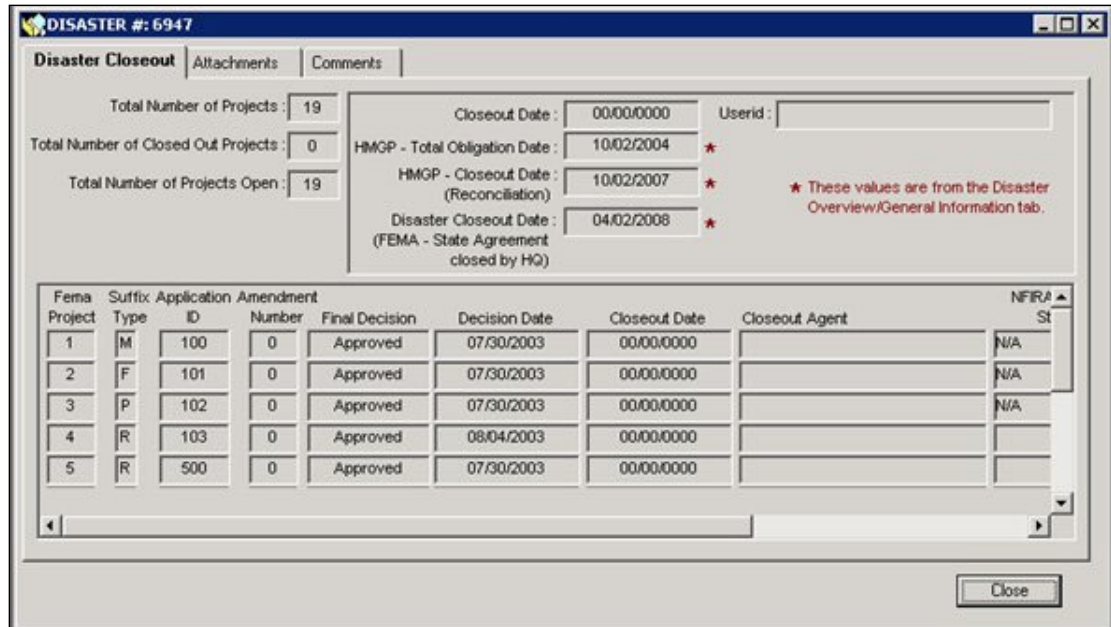 DISASTER #: 6947
Disaster Closeout Attachments Comments
Total Number of Projects : 19
Total Number of Closed Out Projects : 0
Total Number of Projects Open : 19
Closeout Date : 00/00/0000 Userid :
HMGP - Total Obligation Date : 10/02/2004 *
HMGP - Closeout Date : 10/02/2007 *
(Reconciliation)
Disaster Closeout Date : 04/02/2008 *
(FEMA - State Agreement
closed by HQ)
* These values are from the Disaster
Overview/General Information tab.
Fema Suffix Application Amendment NFIRA
Project Type ID Number Final Decision Decision Date Closeout Date Closeout Agent St
1 M 100 0 Approved 07/30/2003 00/00/0000 N/A
2 F 101 0 Approved 07/30/2003 00/00/0000 N/A
3 P 102 0 Approved 07/30/2003 00/00/0000 N/A
4 R 103 0 Approved 08/04/2003 00/00/0000
5 R 500 0 Approved 07/30/2003 00/00/0000
Close